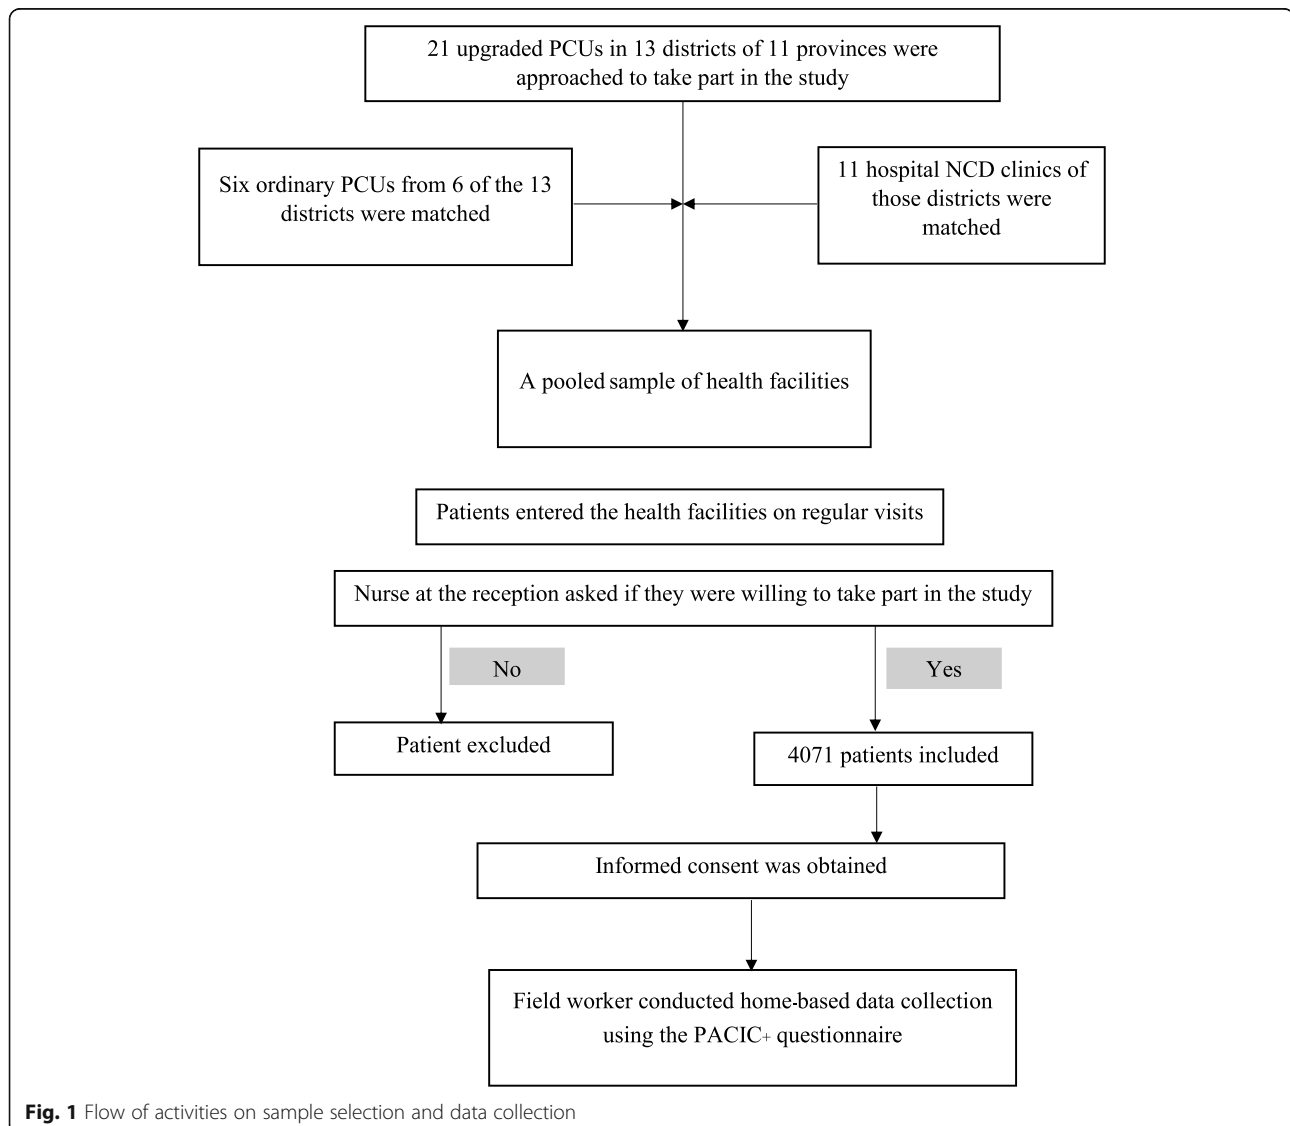 21 upgraded PCUs in 13 districts of 11 provinces were
approached to take part in the study
Six ordinary PCUs from 6 of the 13
districts were matched
11 hospital NCD clinics of
those districts were
matched
A pooled sample of health facilities
Patients entered the health facilities on regular visits
Nurse at the reception asked if they were willing to take part in the study
No
Yes
Patient excluded
4071 patients included
Informed consent was obtained
Field worker conducted home-based data collection
using the PACIC+ questionnaire
Fig. 1 Flow of activities on sample selection and data collection